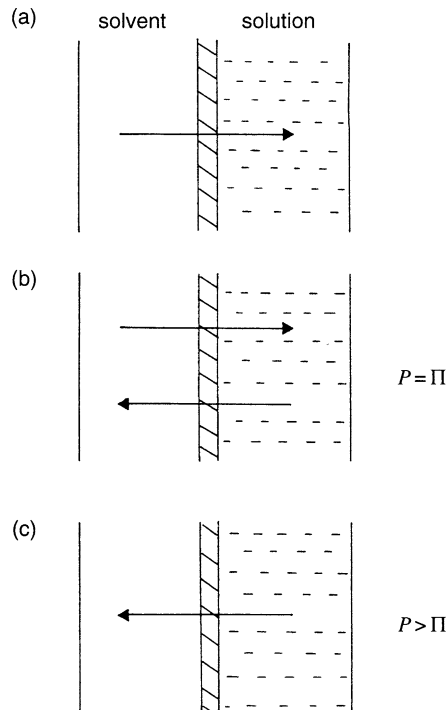 (a) solvent solution
(b)
P = Π
(c)
P > Π